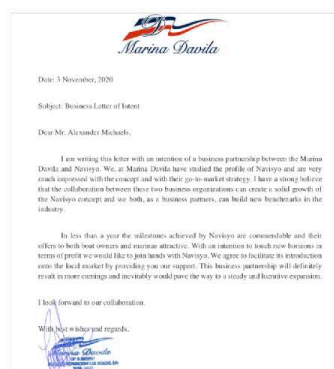 Marina Davila
Date: 3 November, 2020
Subject: Business Letter of Intent
Dear Mr. Alexander Michaels,
I am writing this letter with an intention of a business partnership between the Marina
Davila and Navisyo. We, at Marina Davila have studied the profile of Navisyo and are very
much impressed with the concept and with their go-to-market strategy. I have a strong believe
that the collaboration between these two business organizations can create a solid growth of
the Navisyo concept and we both, as a business partners, can build new benchmarks in the
industry.
In less than a year the milestones achieved by Navisyo are commendable and their
offers to both boat owners and marinas attractive. With an intention to touch new horizons in
terms of profit we would like to join hands with Navisyo. We agree to facilitate its introduction
onto the local market by providing you our support. This business partnership will definitely
result in more earnings and inevitably would pave the way to a steady and lucrative expansion.
I look forward to our collaboration.
With best wishes and regards,
Marina Davila